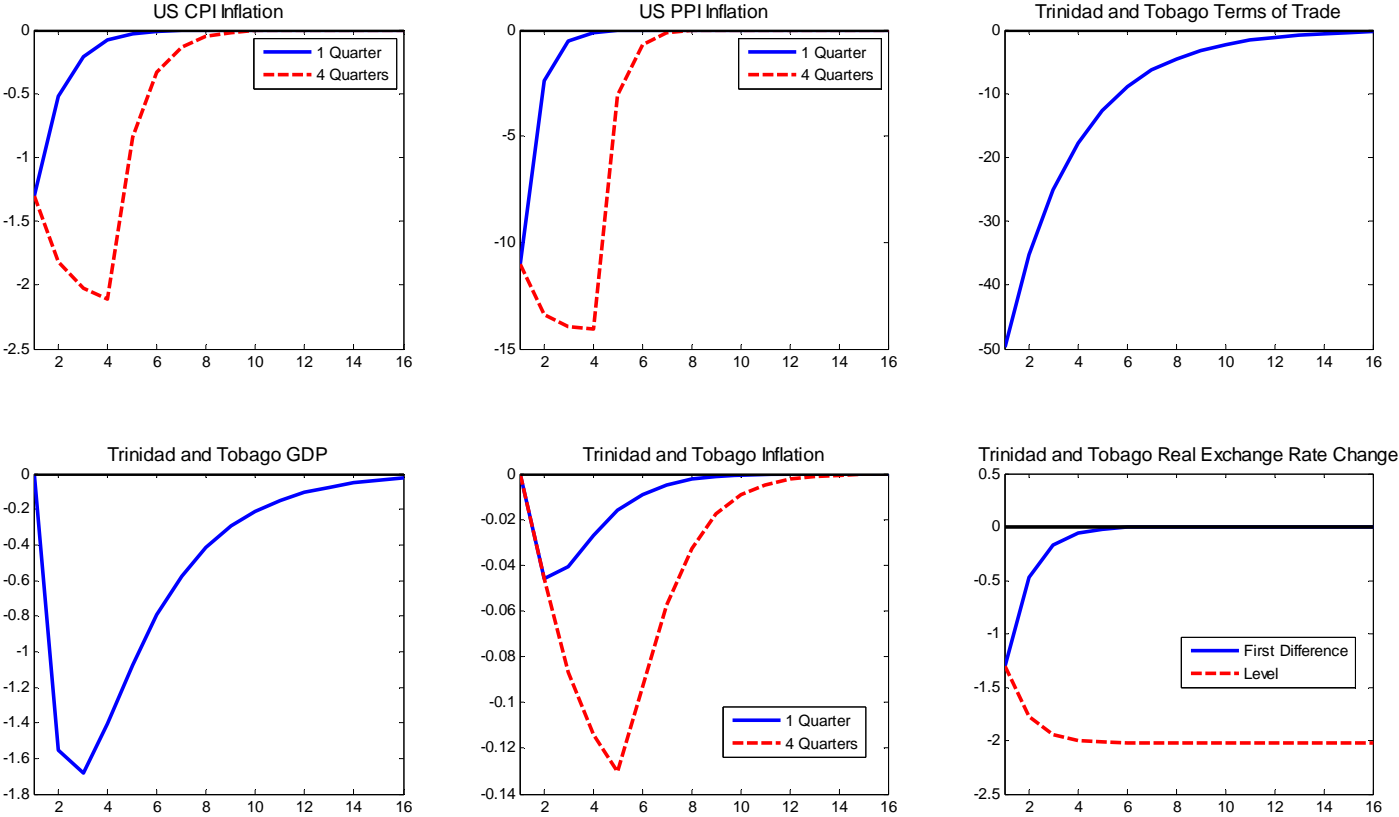 US CPI Inflation
0
-0.5
-1
-1.5
-2
-2.5
2 4 6 8 10 12 14 16
1 Quarter
4 Quarters
US PPI Inflation
0
-5
-10
-15
2 4 6 8 10 12 14 16
1 Quarter
4 Quarters
Trinidad and Tobago Terms of Trade
0
-10
-20
-30
-40
-50
2 4 6 8 10 12 14 16
Trinidad and Tobago GDP
0
-0.2
-0.4
-0.6
-0.8
-1
-1.2
-1.4
-1.6
-1.8
2 4 6 8 10 12 14 16
Trinidad and Tobago Inflation
0
-0.02
-0.04
-0.06
-0.08
-0.1
-0.12
-0.14
2 4 6 8 10 12 14 16
1 Quarter
4 Quarters
Trinidad and Tobago Real Exchange Rate Change
0.5
0
-0.5
-1
-1.5
-2
-2.5
2 4 6 8 10 12 14 16
First Difference
Level